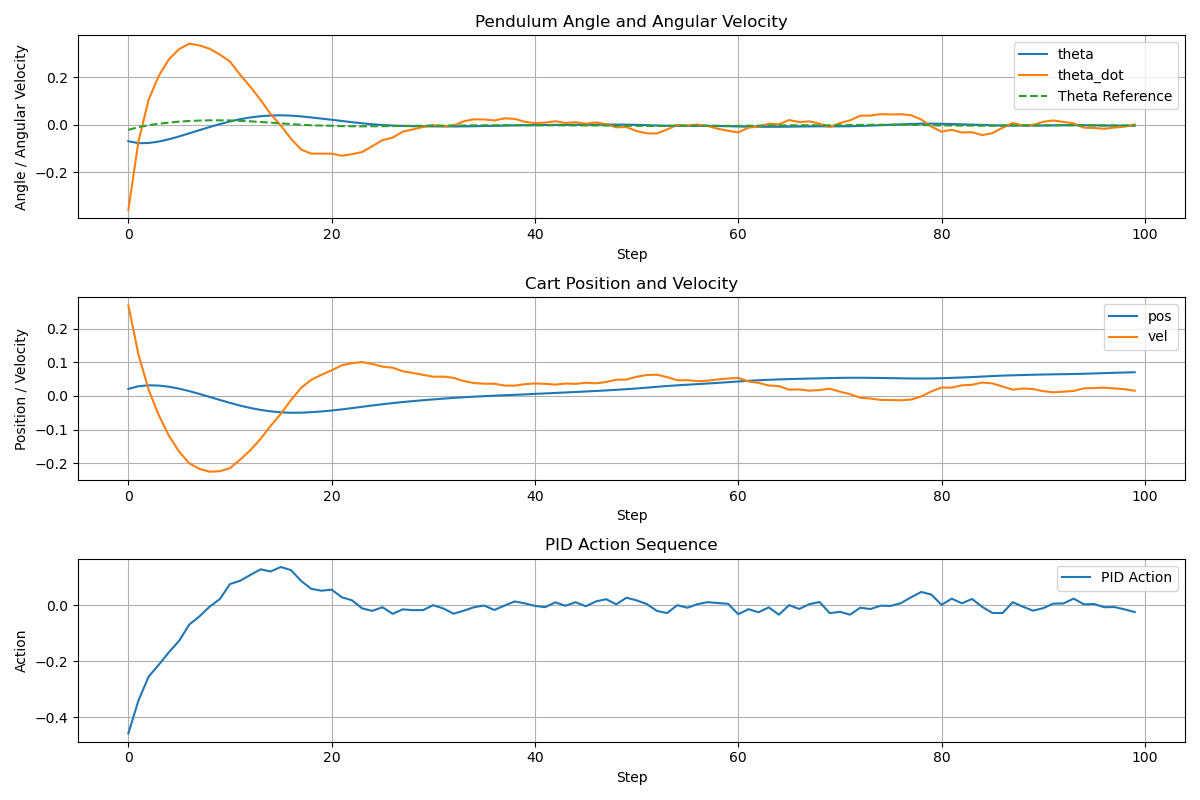 Pendulum Angle and Angular Velocity
Angle / Angular Velocity
0.2
0.0
−0.2
theta
theta_dot
Theta Reference
0 20 40 60 80 100
Step
Cart Position and Velocity
Position / Velocity
0.2
0.1
0.0
−0.1
−0.2
pos
vel
0 20 40 60 80 100
Step
PID Action Sequence
Action
0.0
−0.2
−0.4
PID Action
0 20 40 60 80 100
Step